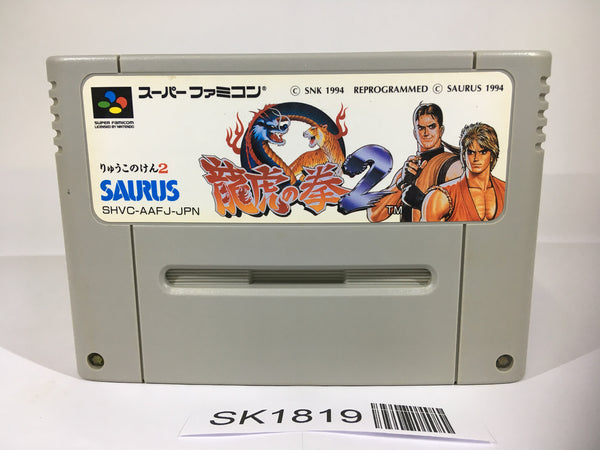 スーパーファミコン®
Ⓒ SNK 1994 REPROGRAMMED Ⓒ SAURUS 1994
SUPER FAMICOM
LICENSED BY NINTENDO
りゅうこのけん2
SAURUS
SHVC-AAFJ-JPN
龍虎の拳2
TM
SK1819